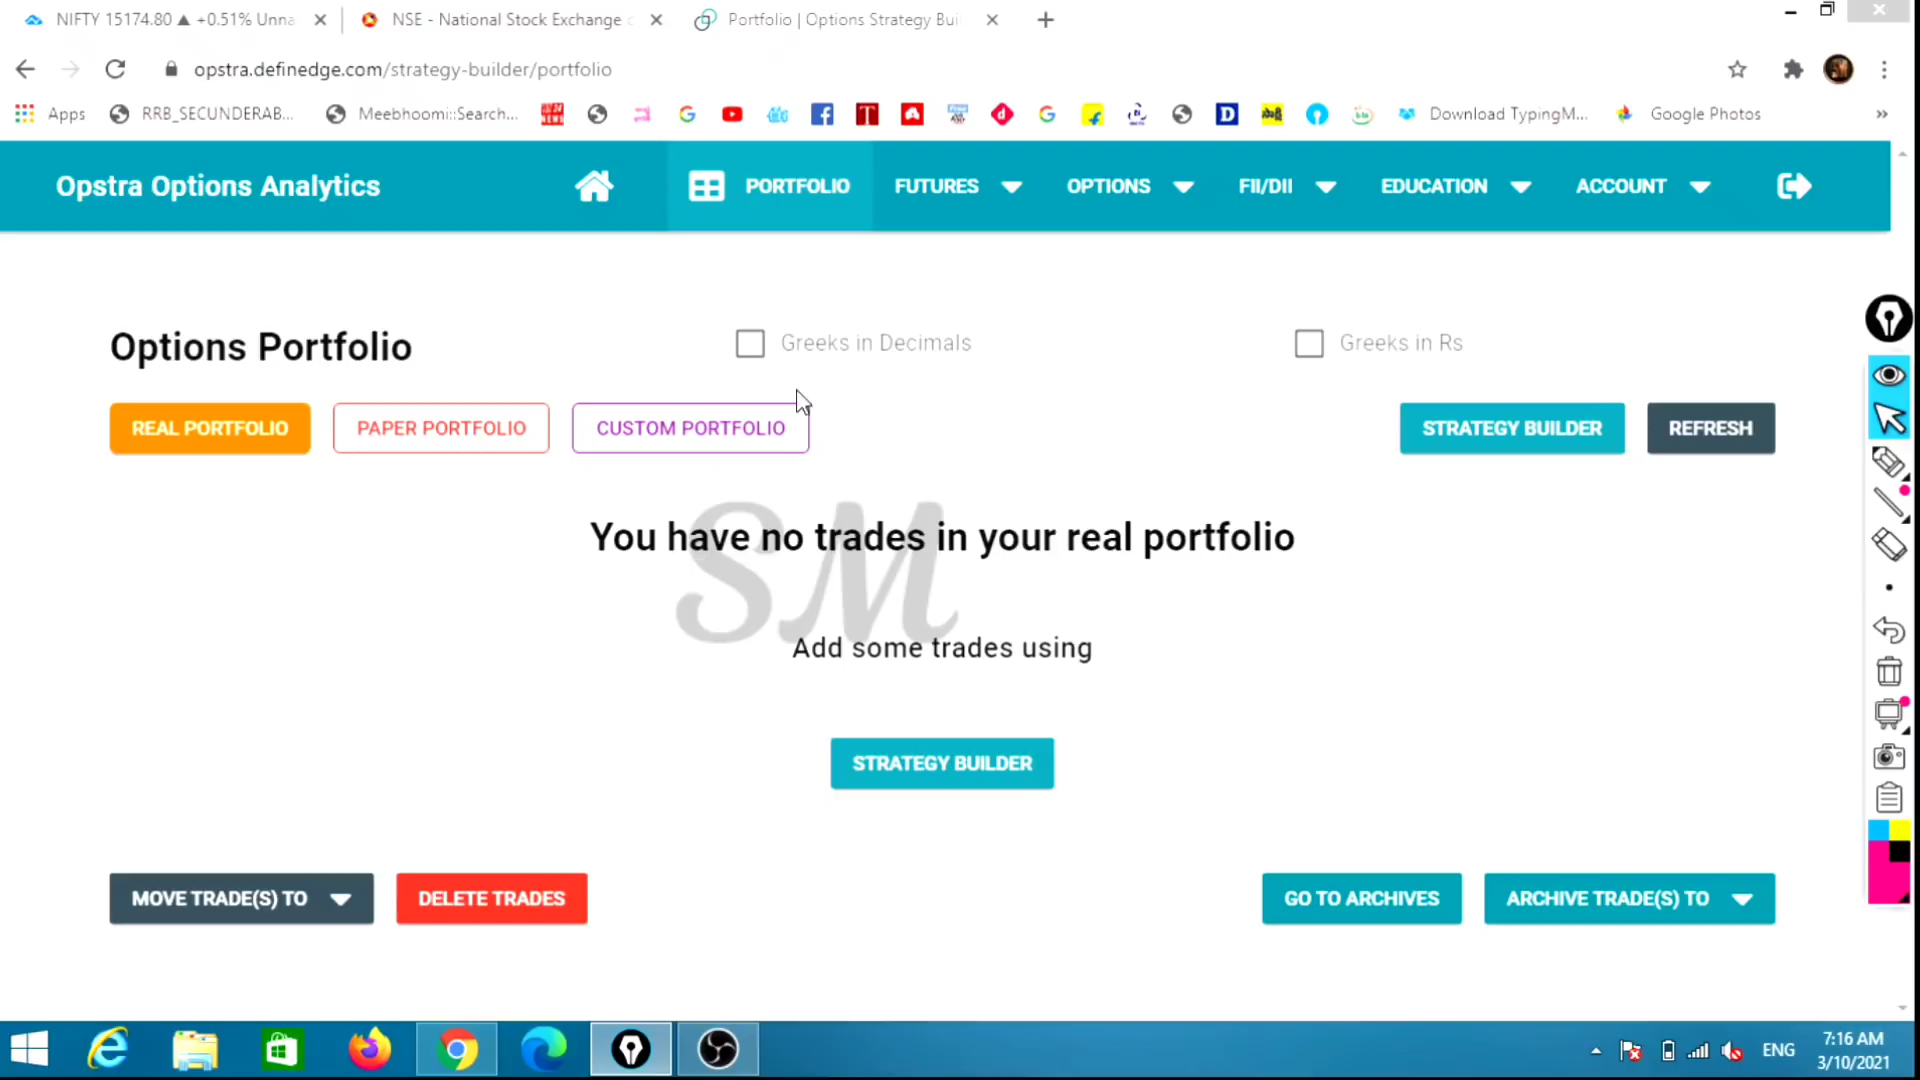 NIFTY 15174.80 ▲ +0.51% Unna
NSE - National Stock Exchange
Portfolio | Options Strategy Bui
opstra.definedge.com/strategy-builder/portfolio
Apps
RRB_SECUNDERAB...
Meebhoomi::Search...
Download TypingM...
Google Photos
Opstra Options Analytics
PORTFOLIO
FUTURES
OPTIONS
FII/DII
EDUCATION
ACCOUNT
Options Portfolio
Greeks in Decimals
Greeks in Rs
REAL PORTFOLIO
PAPER PORTFOLIO
CUSTOM PORTFOLIO
STRATEGY BUILDER
REFRESH
SM
You have no trades in your real portfolio
Add some trades using
STRATEGY BUILDER
MOVE TRADE(S) TO
DELETE TRADES
GO TO ARCHIVES
ARCHIVE TRADE(S) TO
ENG
7:16 AM
3/10/2021